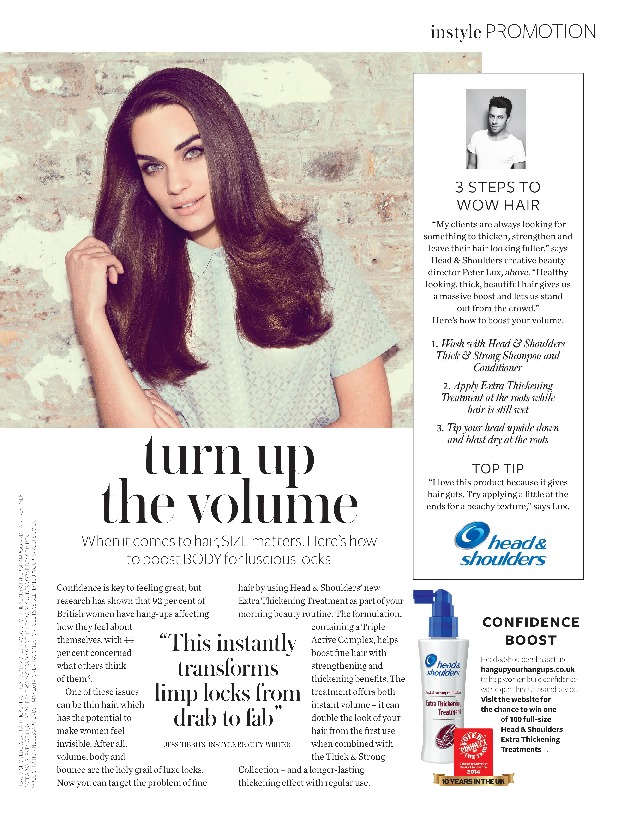 instyle PROMOTION
3 STEPS TO
WOW HAIR
"My clients are always looking for
something to thicken, strengthen and
leave their hair looking fuller," says
Head & Shoulders creative beauty
director Peter Lux, above. "Healthy
looking, thick, beautiful hair gives us
a massive boost and lets us stand
out from the crowd."
Here's how to boost your volume.
1. Wash with Head & Shoulders
Thick & Strong Shampoo and
Conditioner
2. Apply Extra Thickening
Treatment at the roots while
hair is still wet
3. Tip your head upside down
and blast dry at the roots
TOP TIP
"I love this product because it gives
hair guts. Try applying a little at the
ends for a peachy texture," says Lux.
head &
shoulders
turn up
the volume
When it comes to hair, SIZE matters. Here's how
to boost BODY for luscious locks
Confidence is key to feeling great, but
research has shown that 92 per cent of
British women have hang-ups affecting
how they feel about
themselves, with
per cent concerned
what others think
of them
One of these issues
can be thin hair, which
has the potential to
make women feel
invisible. After all,
volume, body and
bounce are the holy grail of luxe locks.
Now you can target the problem of fine
"This instantly
transforms
limp locks from
drab to fab"
INSTYLE BEAUTY WRITER
hair by using Head & Shoulders' new
Extra Thickening Treatment as part of your
morning beauty routine. The formulation,
containing a Triple
Active Complex, helps
boost fine hair with
strengthening and
thickening benefits. The
treatment offers both
instant volume – it can
double the look of your
hair from the first use
when combined with
the Thick & Strong
Collection – and a longer-lasting
thickening effect with regular use.
head &
shoulders
Extra Thickening
Treatment
2014
10 YEARS IN THE UK
CONFIDENCE
BOOST
Head & Shoulders has set up
hangupyourhangups.co.uk
to help women build confidence
Visit the website for
the chance to win one
of 100 full-size
Head & Shoulders
Extra Thickening
Treatments